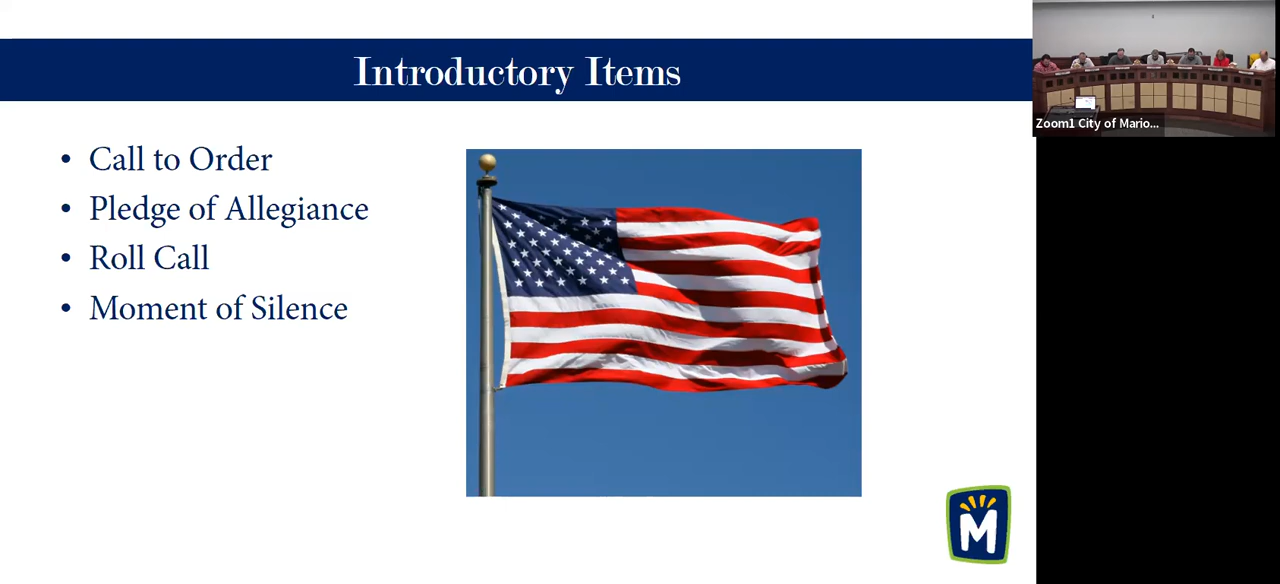 Introductory Items
Zoom1 City of Mario...
• Call to Order
• Pledge of Allegiance
• Roll Call
• Moment of Silence
M